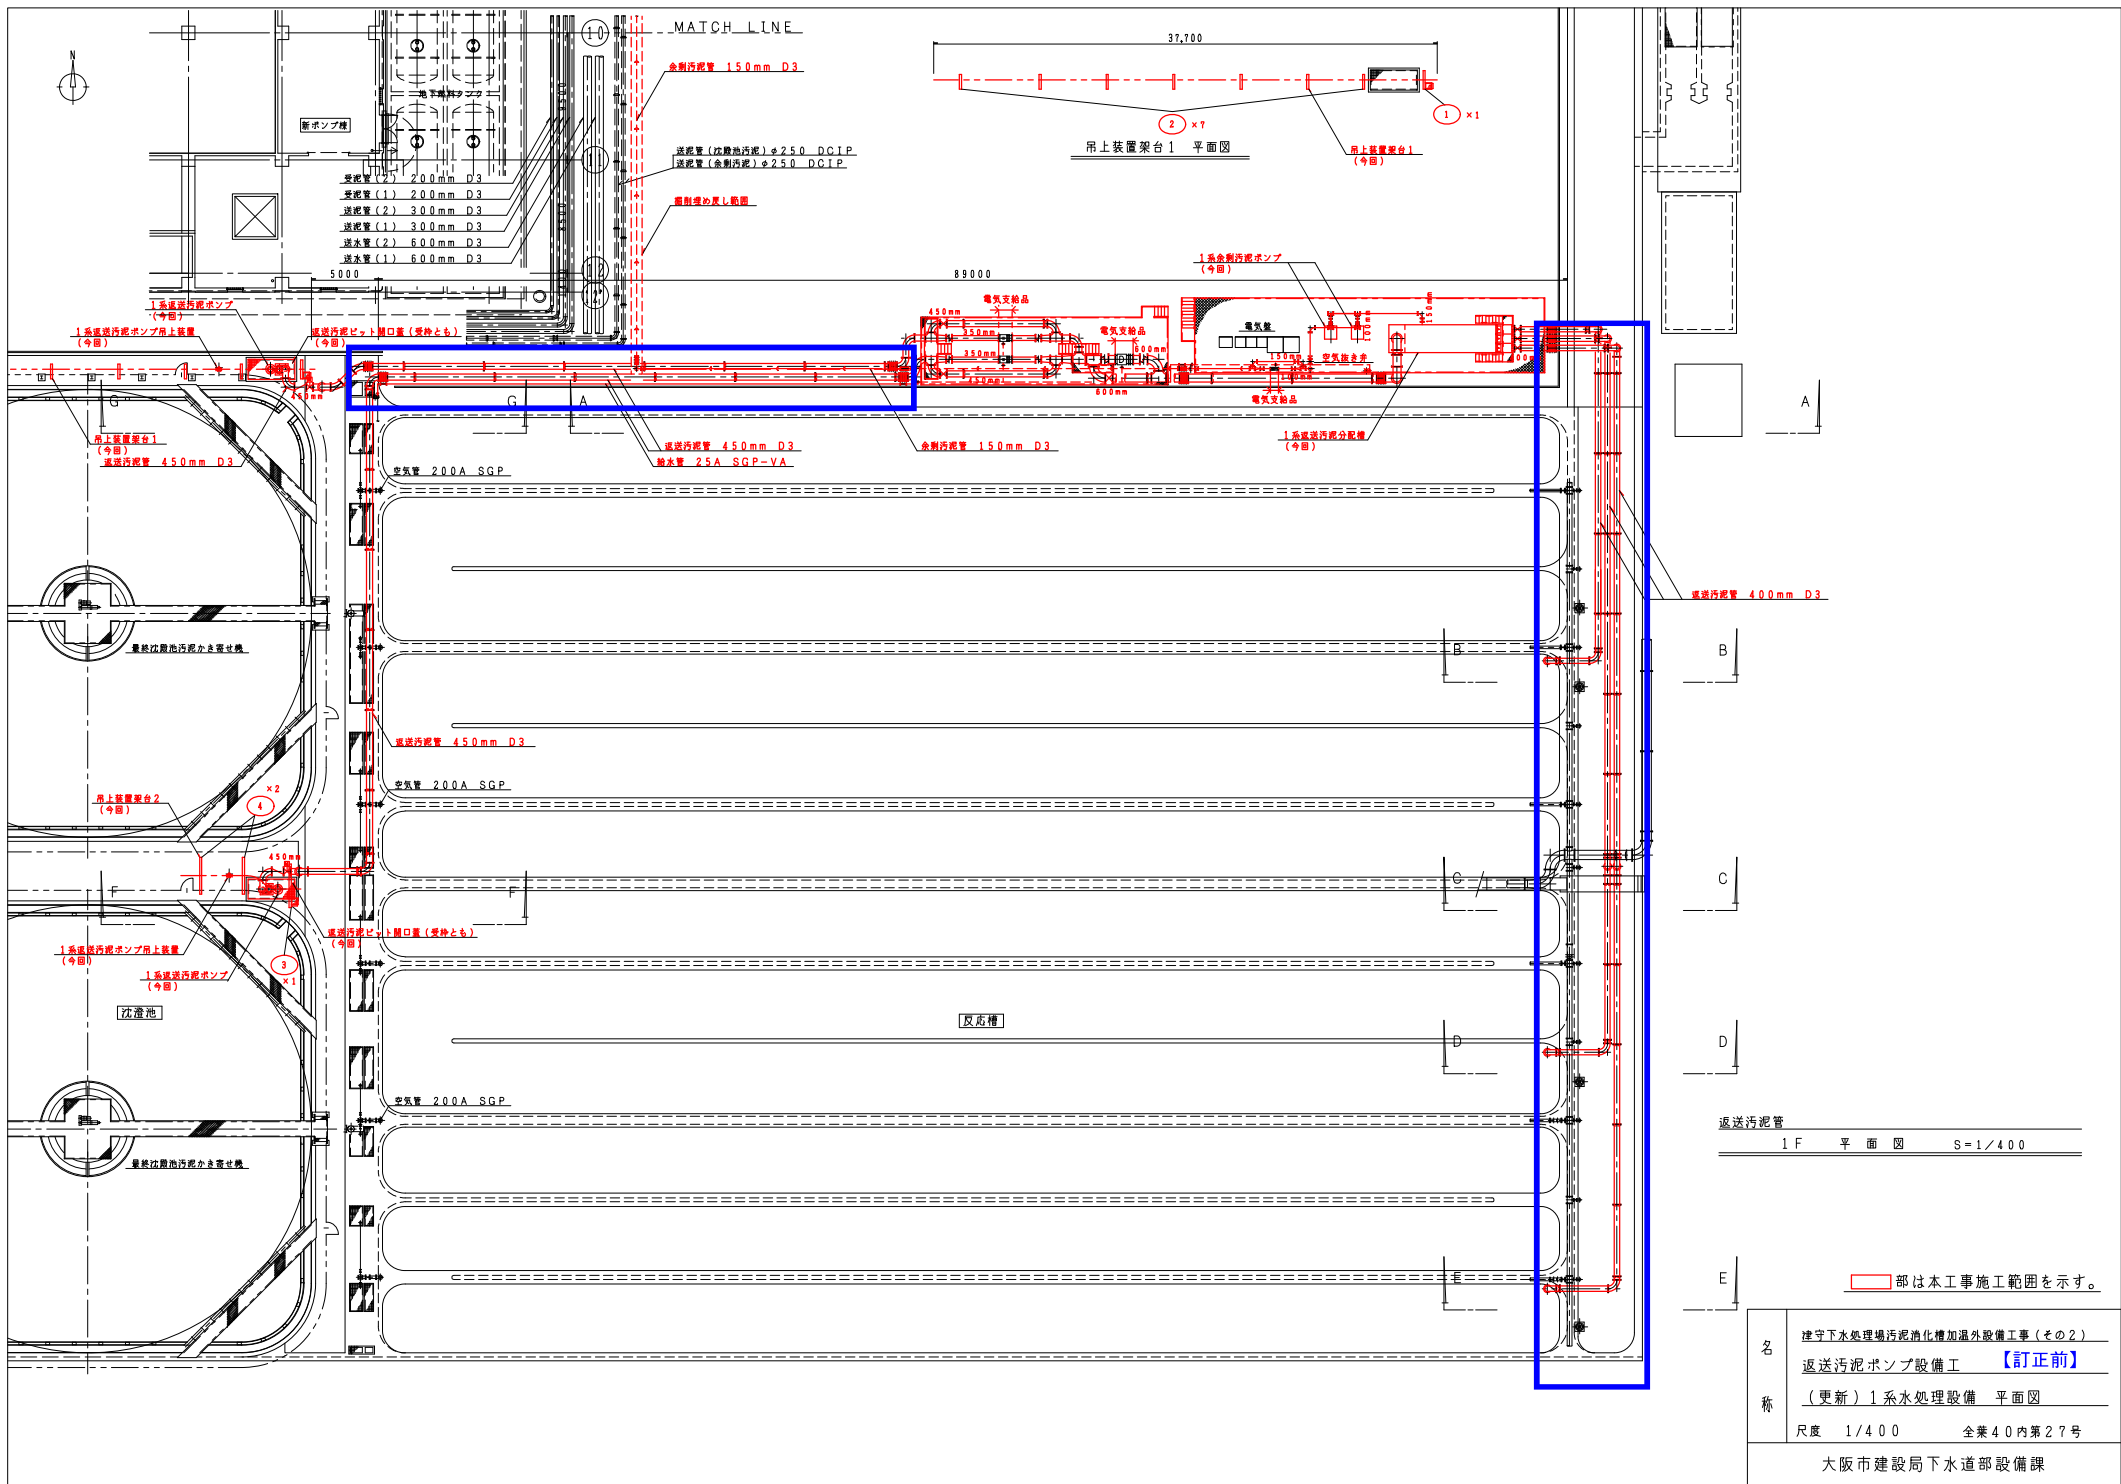 N
MATCH LINE
10
余剰汚泥管 150mm D3
37,700
地下燃料タンク
新ポンプ棟
2 ×7
1 ×1
吊上装置架台1 平面図
吊上装置架台1
(今回)
送泥管(沈殿池汚泥)φ250 DCIP
送泥管(余剰汚泥)φ250 DCIP
11
受泥管(2) 200mm D3
受泥管(1) 200mm D3
送泥管(2) 300mm D3
送泥管(1) 300mm D3
送水管(2) 600mm D3
送水管(1) 600mm D3
掘削埋め戻し範囲
5000
12
89000
1系余剰汚泥ポンプ
(今回)
1系返送汚泥ポンプ
(今回)
1系返送汚泥ポンプ吊上装置
(今回)
返送汚泥ピット開口蓋(受枠とも)
(今回)
電気支給品
450mm
350mm
350mm
450mm
電気支給品
600mm
600mm
電気盤
150mm
100mm
150mm
100mm
空気抜き弁
電気支給品
400mm
450mm
G
G
A
A
吊上装置架台1
(今回)
返送汚泥管 450mm D3
返送汚泥管 450mm D3
給水管 25A SGP-VA
余剰汚泥管 150mm D3
1系返送汚泥分配槽
(今回)
空気管 200A SGP
返送汚泥管 400mm D3
最終沈殿池汚泥かき寄せ機
B
B
返送汚泥管 450mm D3
空気管 200A SGP
吊上装置架台2
(今回)
4 ×2
450mm
F
F
C
C
返送汚泥ピット開口蓋(受枠とも)
(今回)
1系返送汚泥ポンプ吊上装置
(今回)
1系返送汚泥ポンプ
(今回)
3
×1
沈澄池
反応槽
D
D
空気管 200A SGP
最終沈殿池汚泥かき寄せ機
返送汚泥管
1F 平面図 S=1/400
E
E
部は本工事施工範囲を示す。
名称
津守下水処理場汚泥消化槽加温外設備工事(その2)
返送汚泥ポンプ設備工 【訂正前】
(更新)1系水処理設備 平面図
尺度 1/400 全葉40内第27号
大阪市建設局下水道部設備課